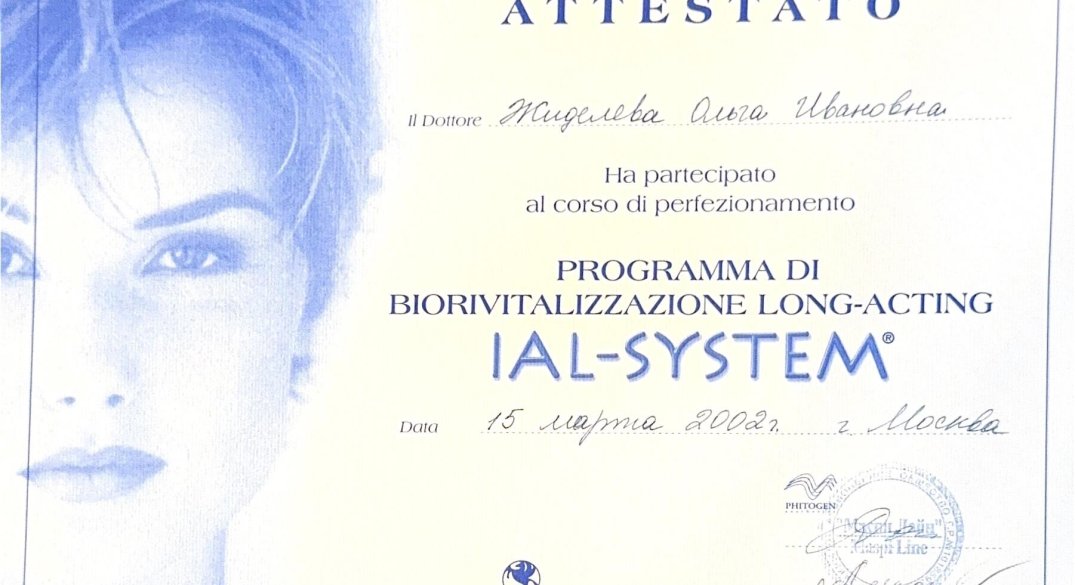 ATTESTATO
Il Dottore Жиделева Ольга Ивановна
Ha partecipato
al corso di perfezionamento
PROGRAMMA DI
BIORIVITALIZZAZIONE LONG-ACTING
IAL-SYSTEM®
Data 15 марта 2002г. г. Москва
PHITOGEN
Line